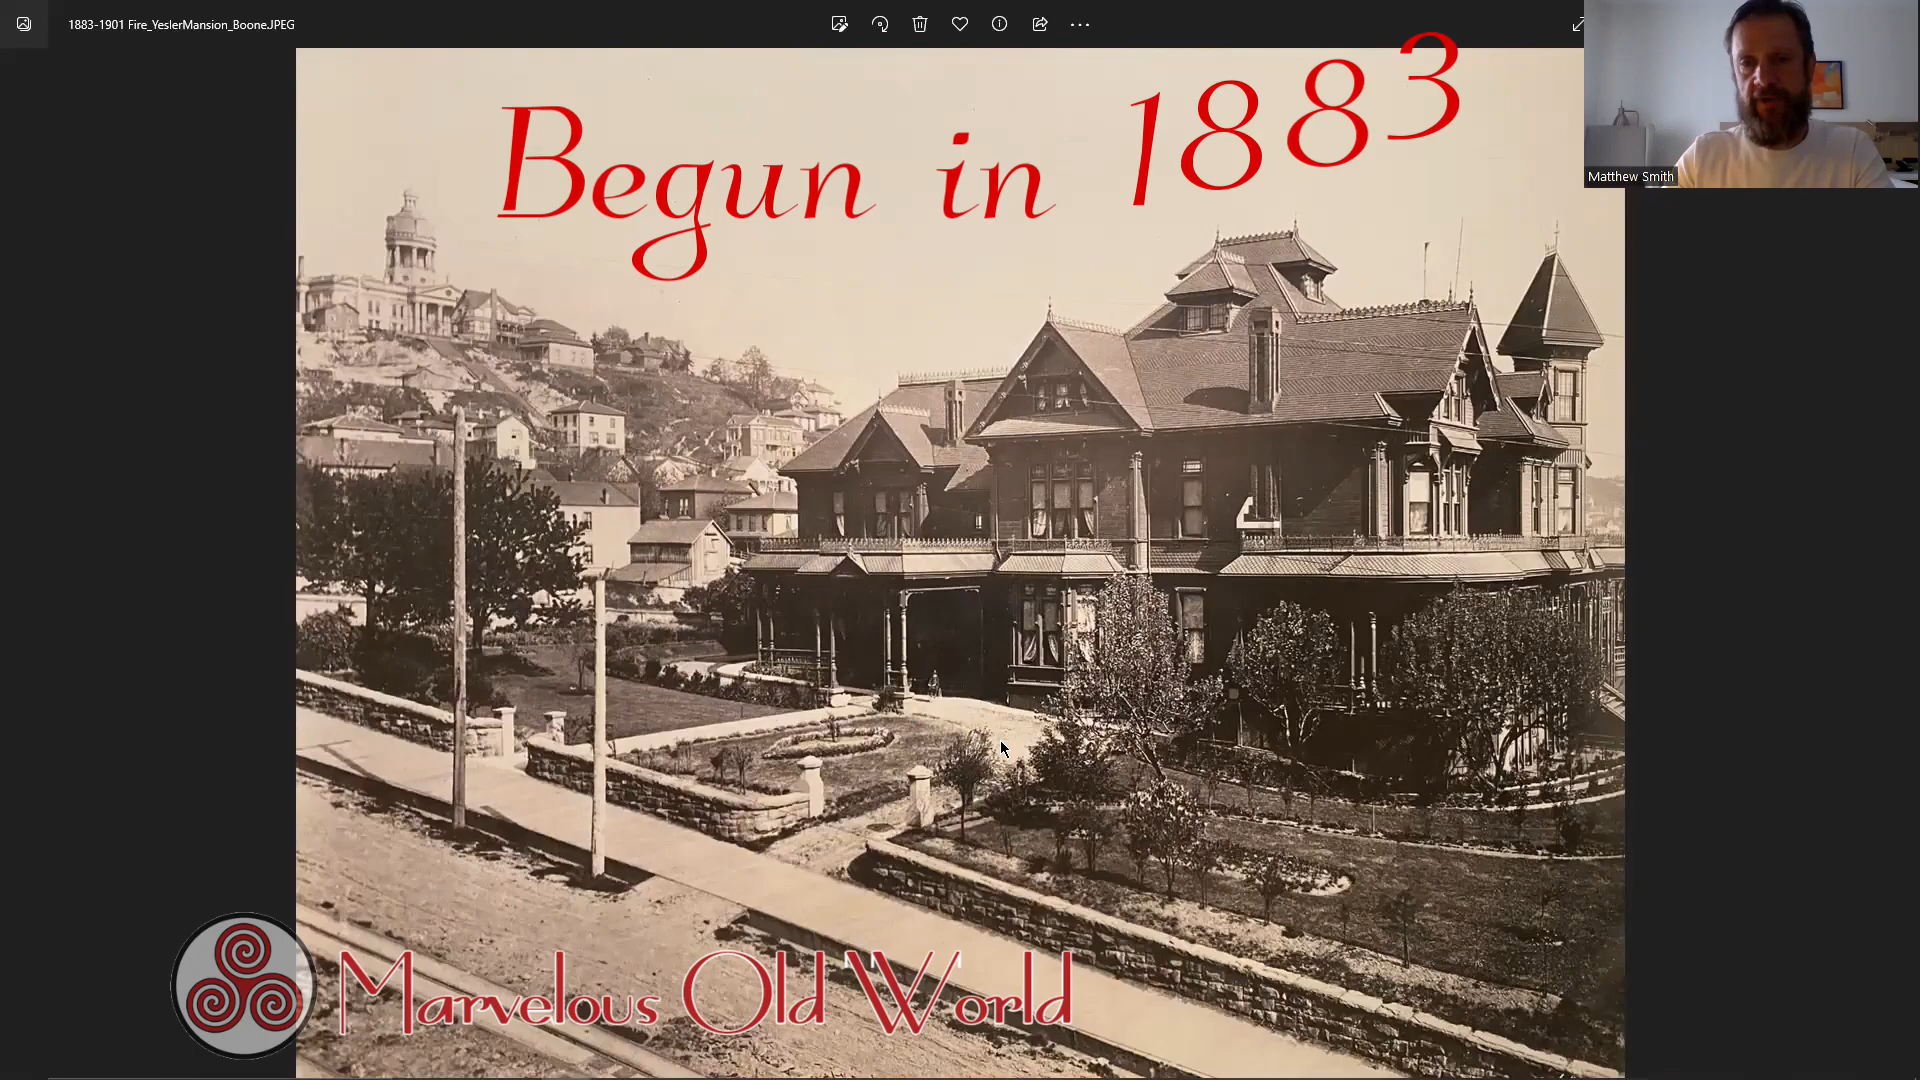 1883-1901 Fire_YeslerMansion_Boone.JPEG
Begun in 1883
Matthew Smith
Marvelous Old World